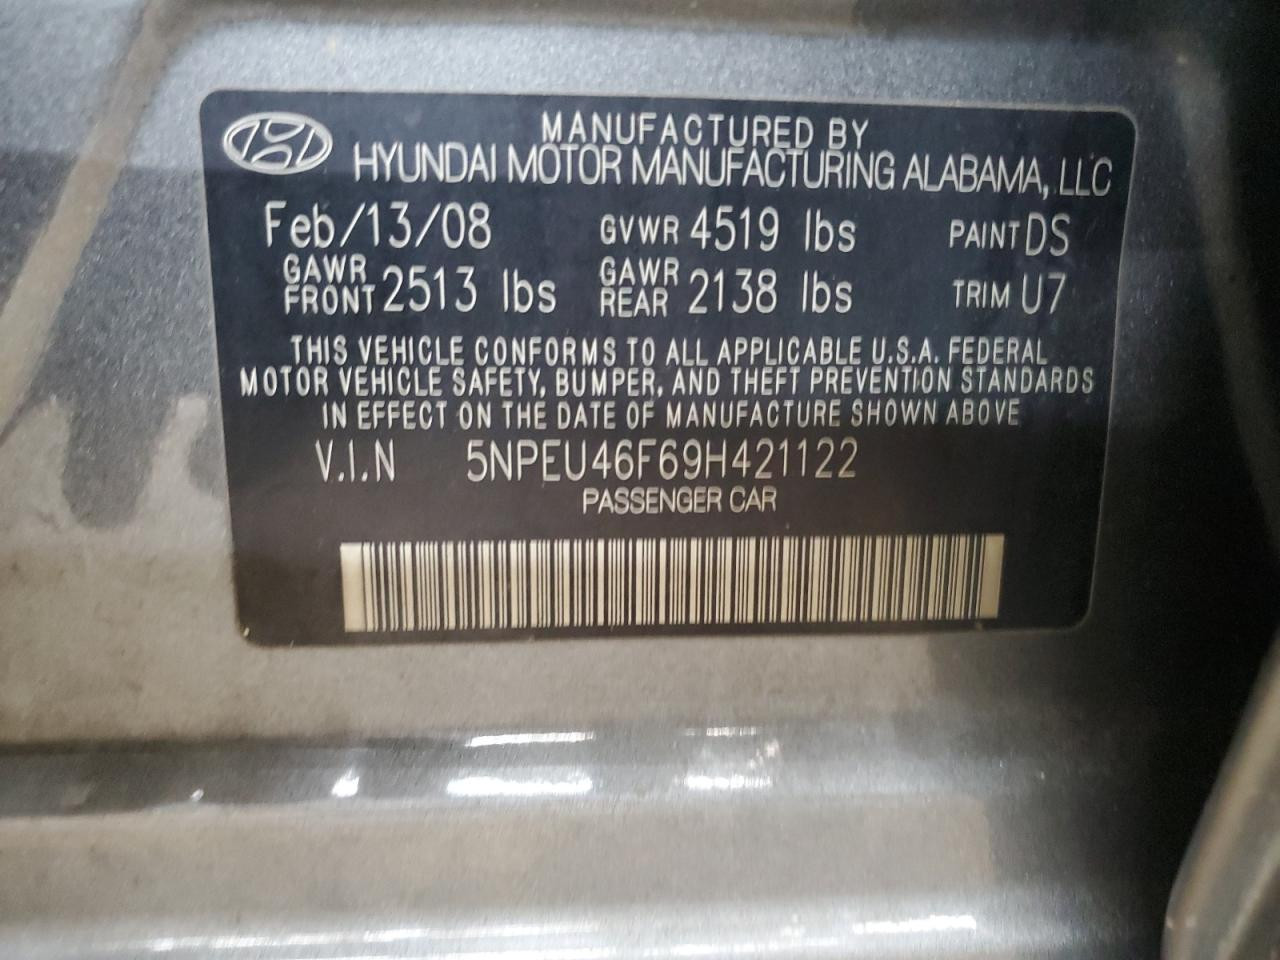 MANUFACTURED BY
HYUNDAI MOTOR MANUFACTURING ALABAMA, LLC
Feb/13/08 GVWR 4519 lbs PAINT DS
GAWR FRONT 2513 lbs GAWR REAR 2138 lbs TRIM U7
THIS VEHICLE CONFORMS TO ALL APPLICABLE U.S.A. FEDERAL
MOTOR VEHICLE SAFETY, BUMPER, AND THEFT PREVENTION STANDARDS
IN EFFECT ON THE DATE OF MANUFACTURE SHOWN ABOVE
V.I.N 5NPEU46F69H421122
PASSENGER CAR